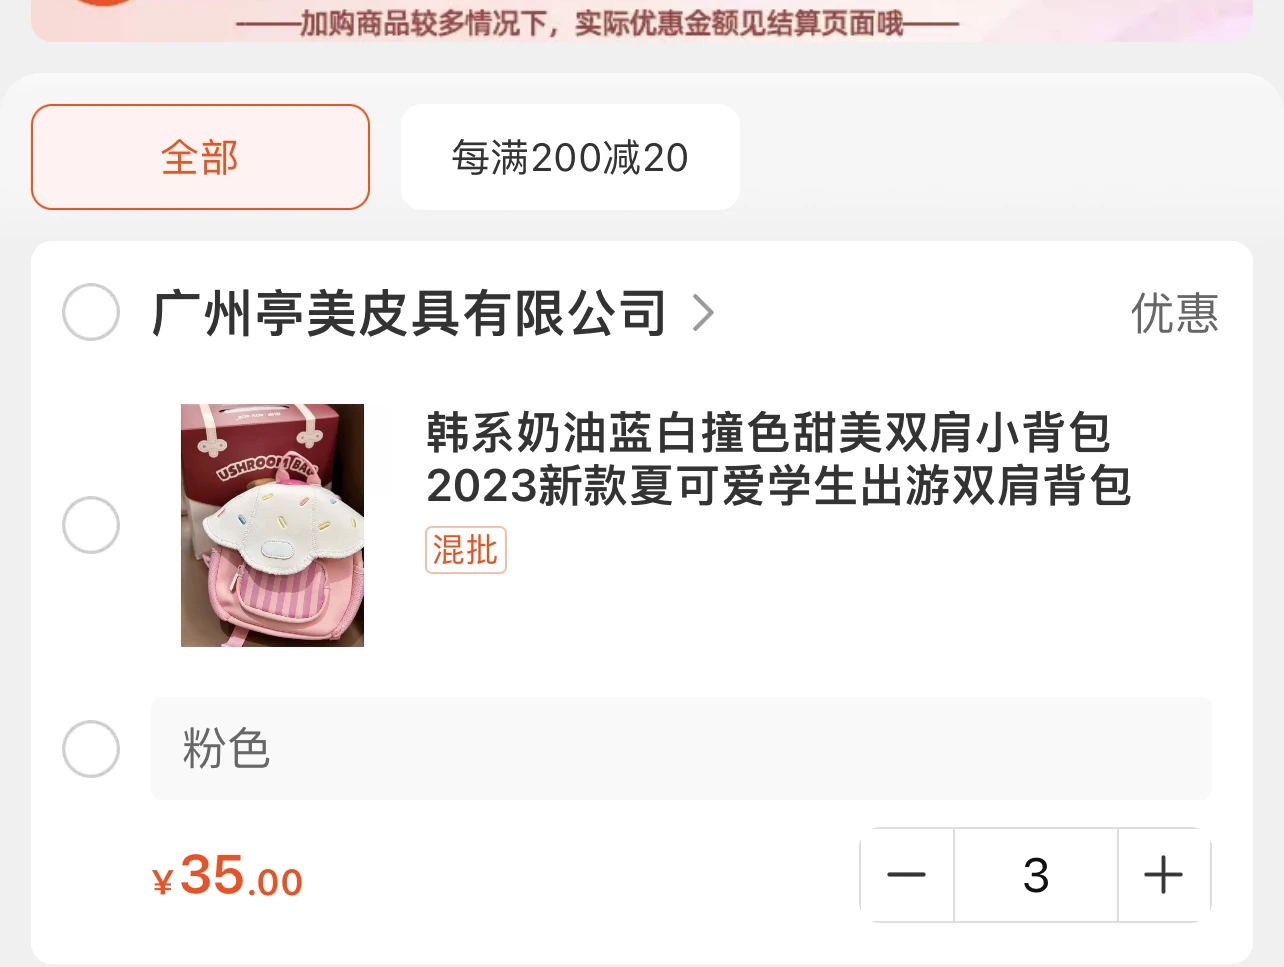 ——加购商品较多情况下，实际优惠金额见结算页面哦——
全部
每满200减20
广州亭美皮具有限公司
优惠
韩系奶油蓝白撞色甜美双肩小背包
2023新款夏可爱学生出游双肩背包
混批
粉色
¥35.00
3